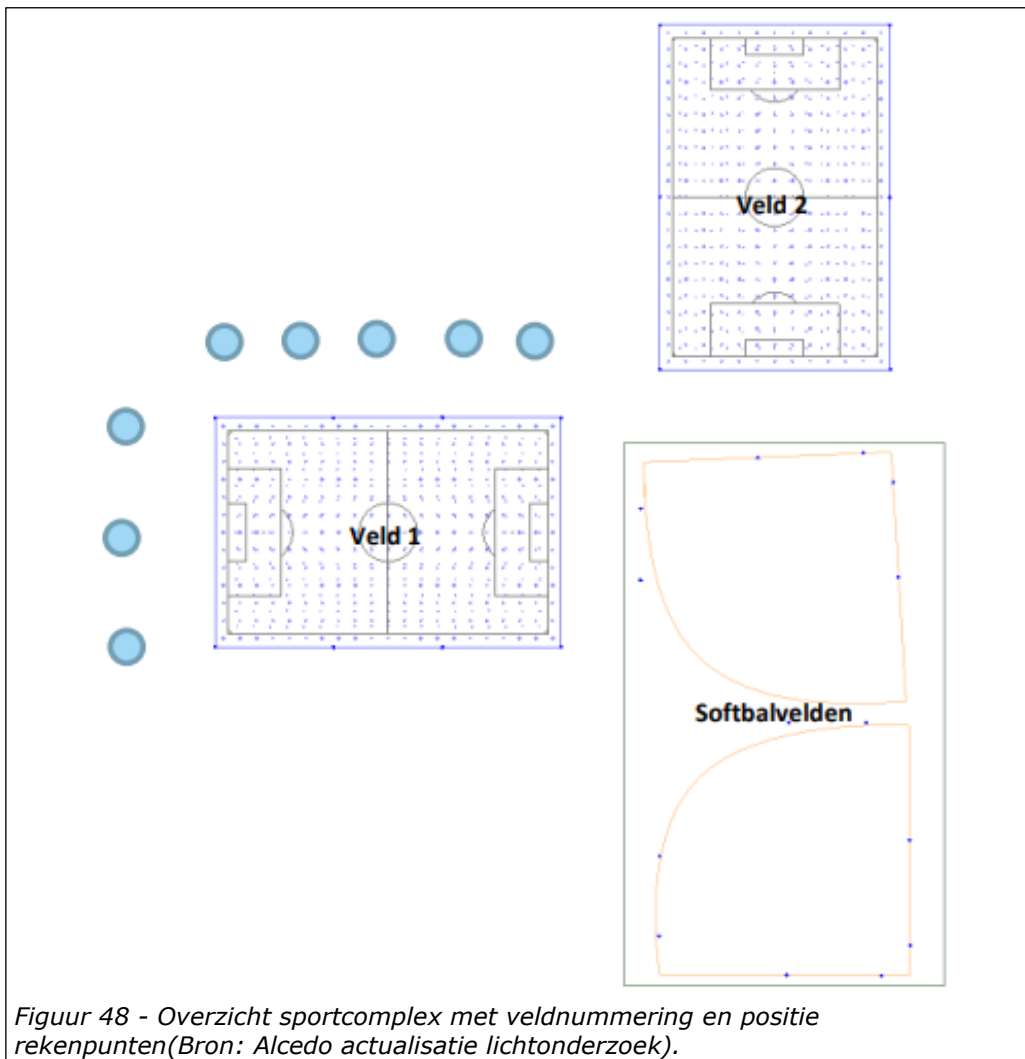 Veld 2
Veld 1
Softbalvelden
Figuur 48 - Overzicht sportcomplex met veldnummering en positie
rekenpunten(Bron: Alcedo actualisatie lichtonderzoek).